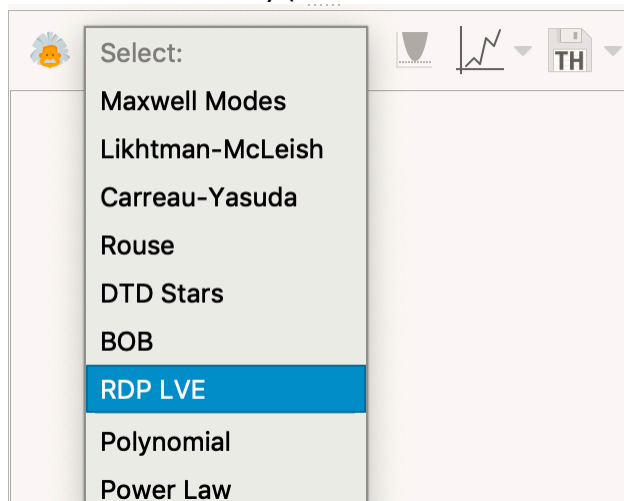 Select:
TH
Maxwell Modes
Likhtman-McLeish
Carreau-Yasuda
Rouse
DTD Stars
BOB
RDP LVE
Polynomial
Power Law